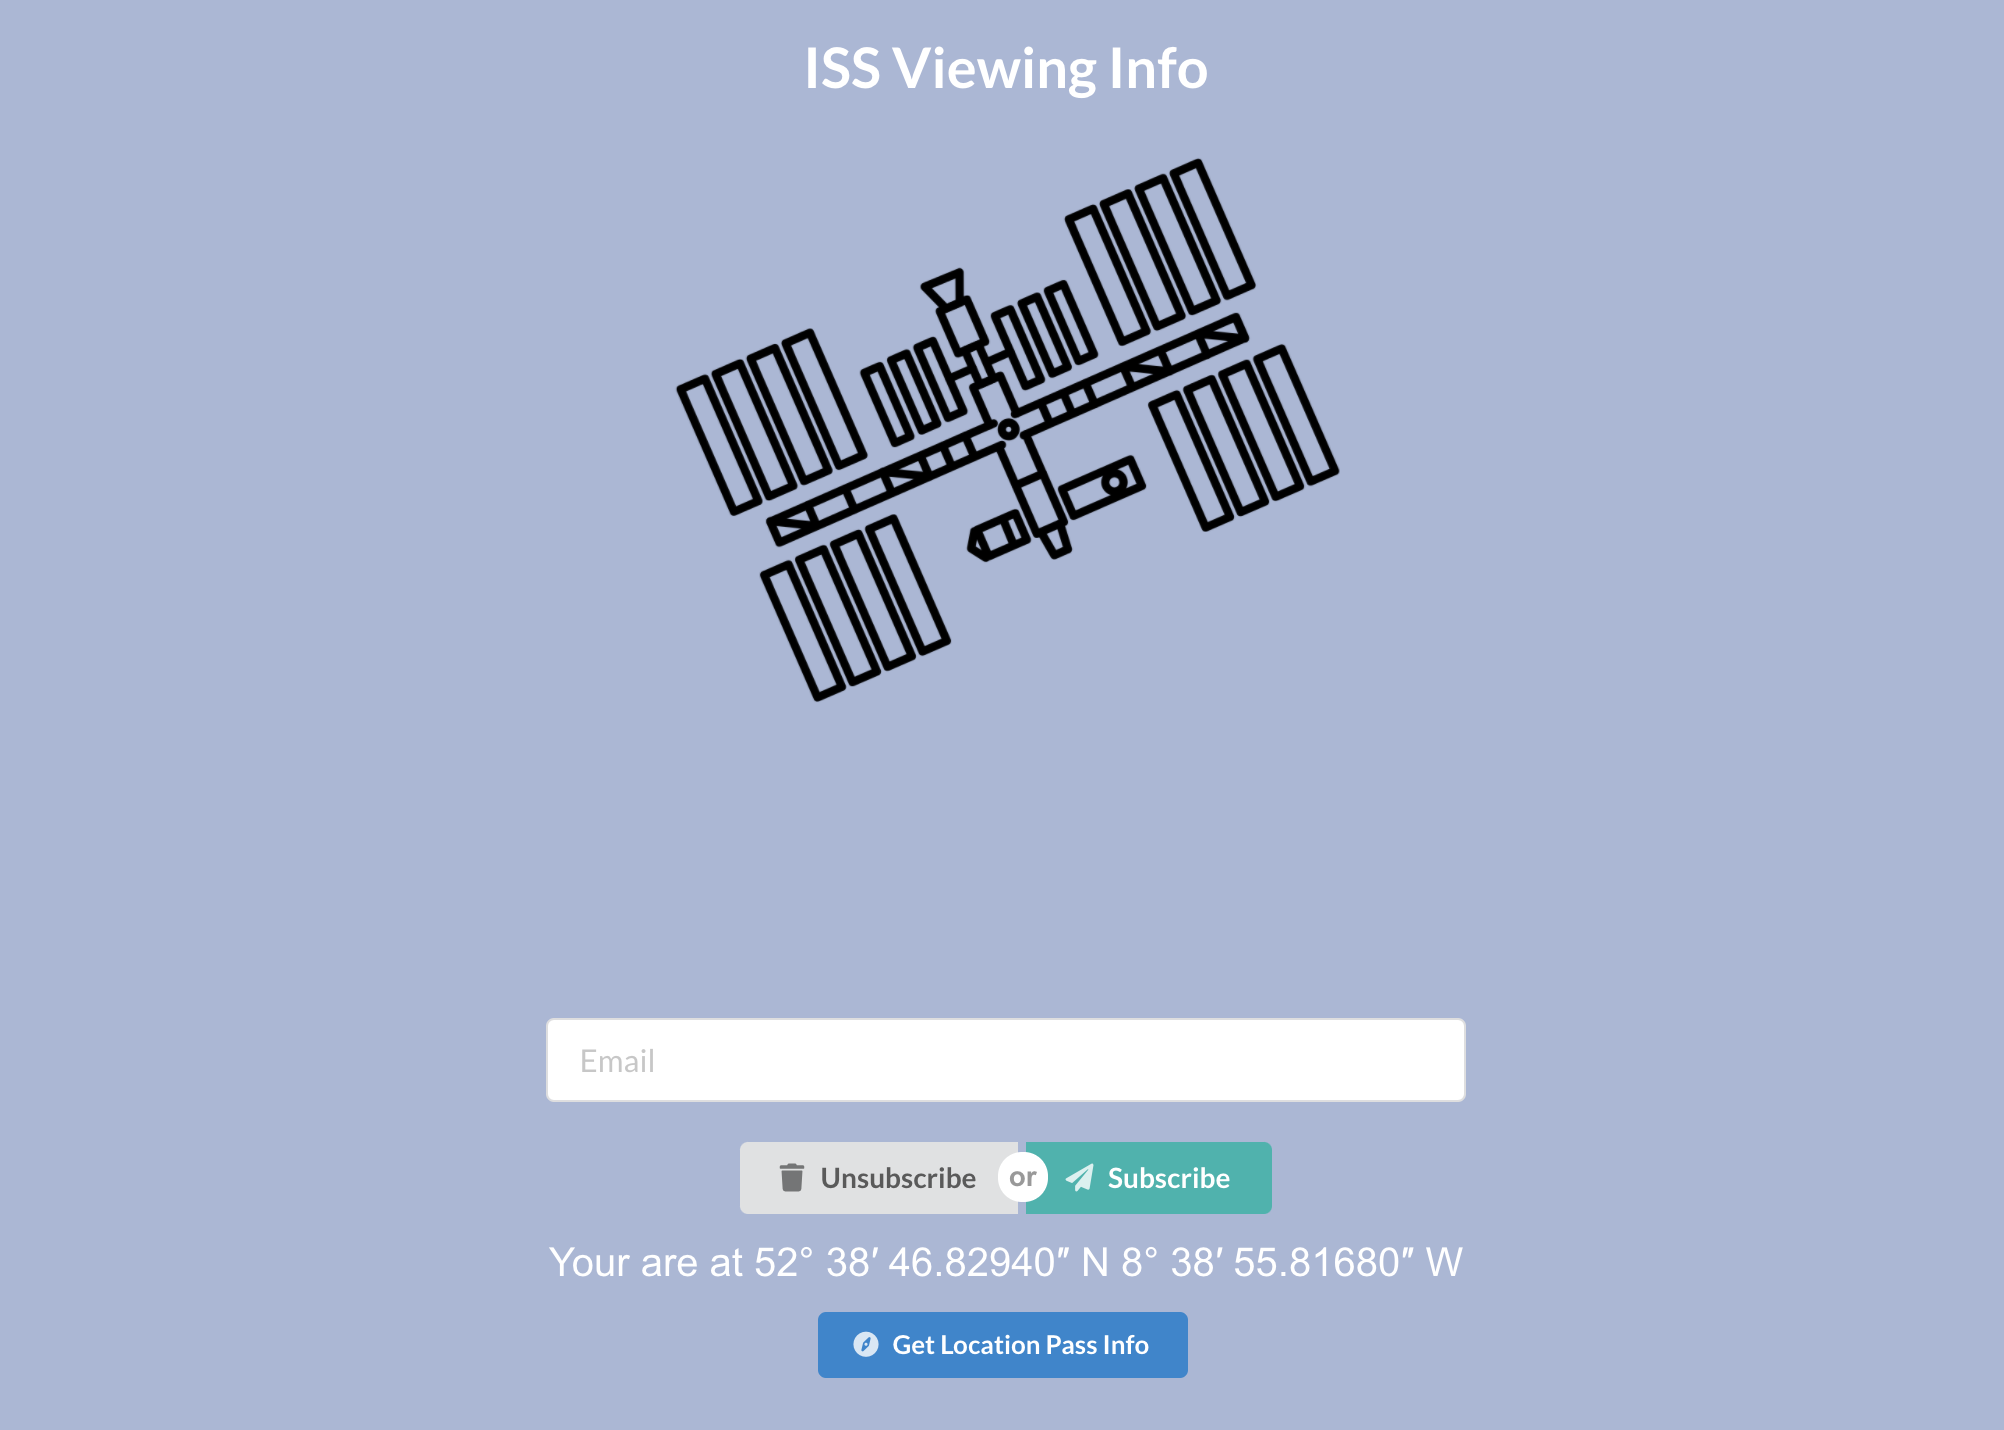 ISS Viewing Info
Email
Unsubscribe or Subscribe
Your are at 52° 38′ 46.82940″ N 8° 38′ 55.81680″ W
Get Location Pass Info